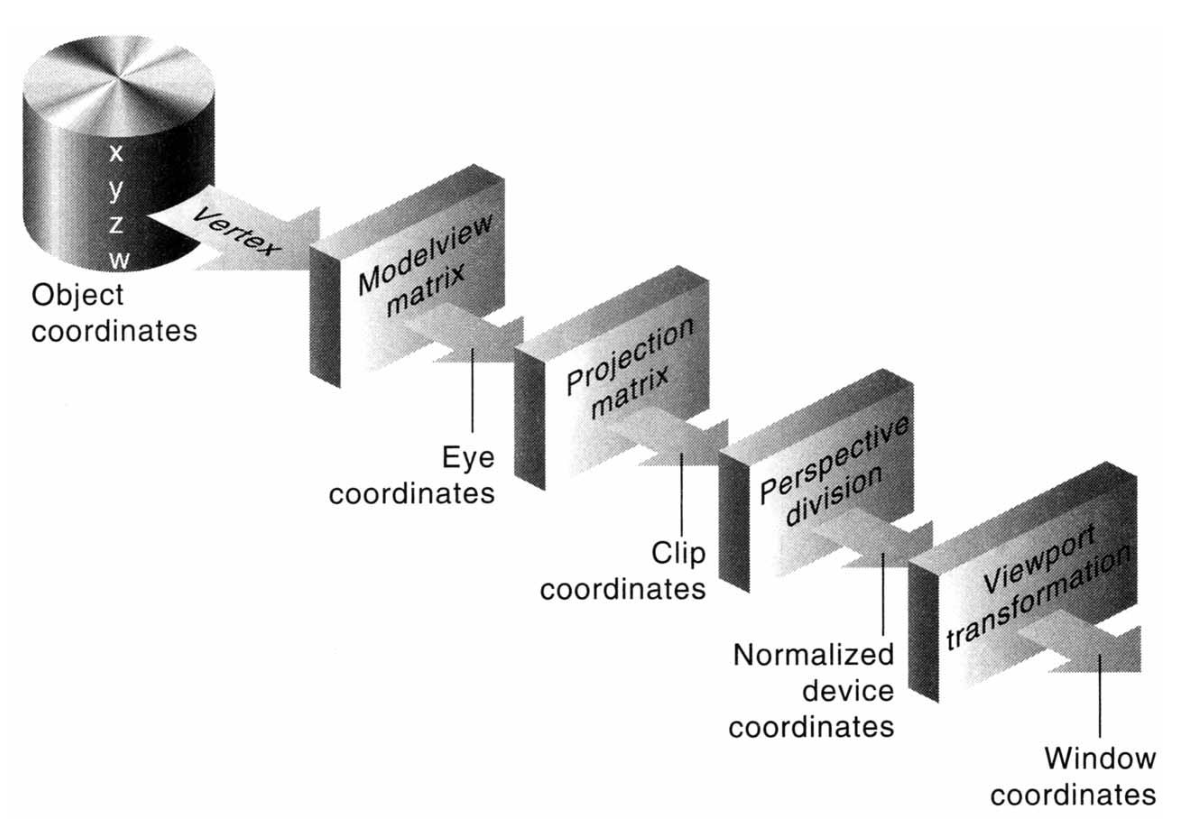 x
y
z
w
Object
coordinates
Vertex
Modelview
matrix
Eye
coordinates
Projection
matrix
Clip
coordinates
Perspective
division
Normalized
device
coordinates
Viewport
transformation
Window
coordinates